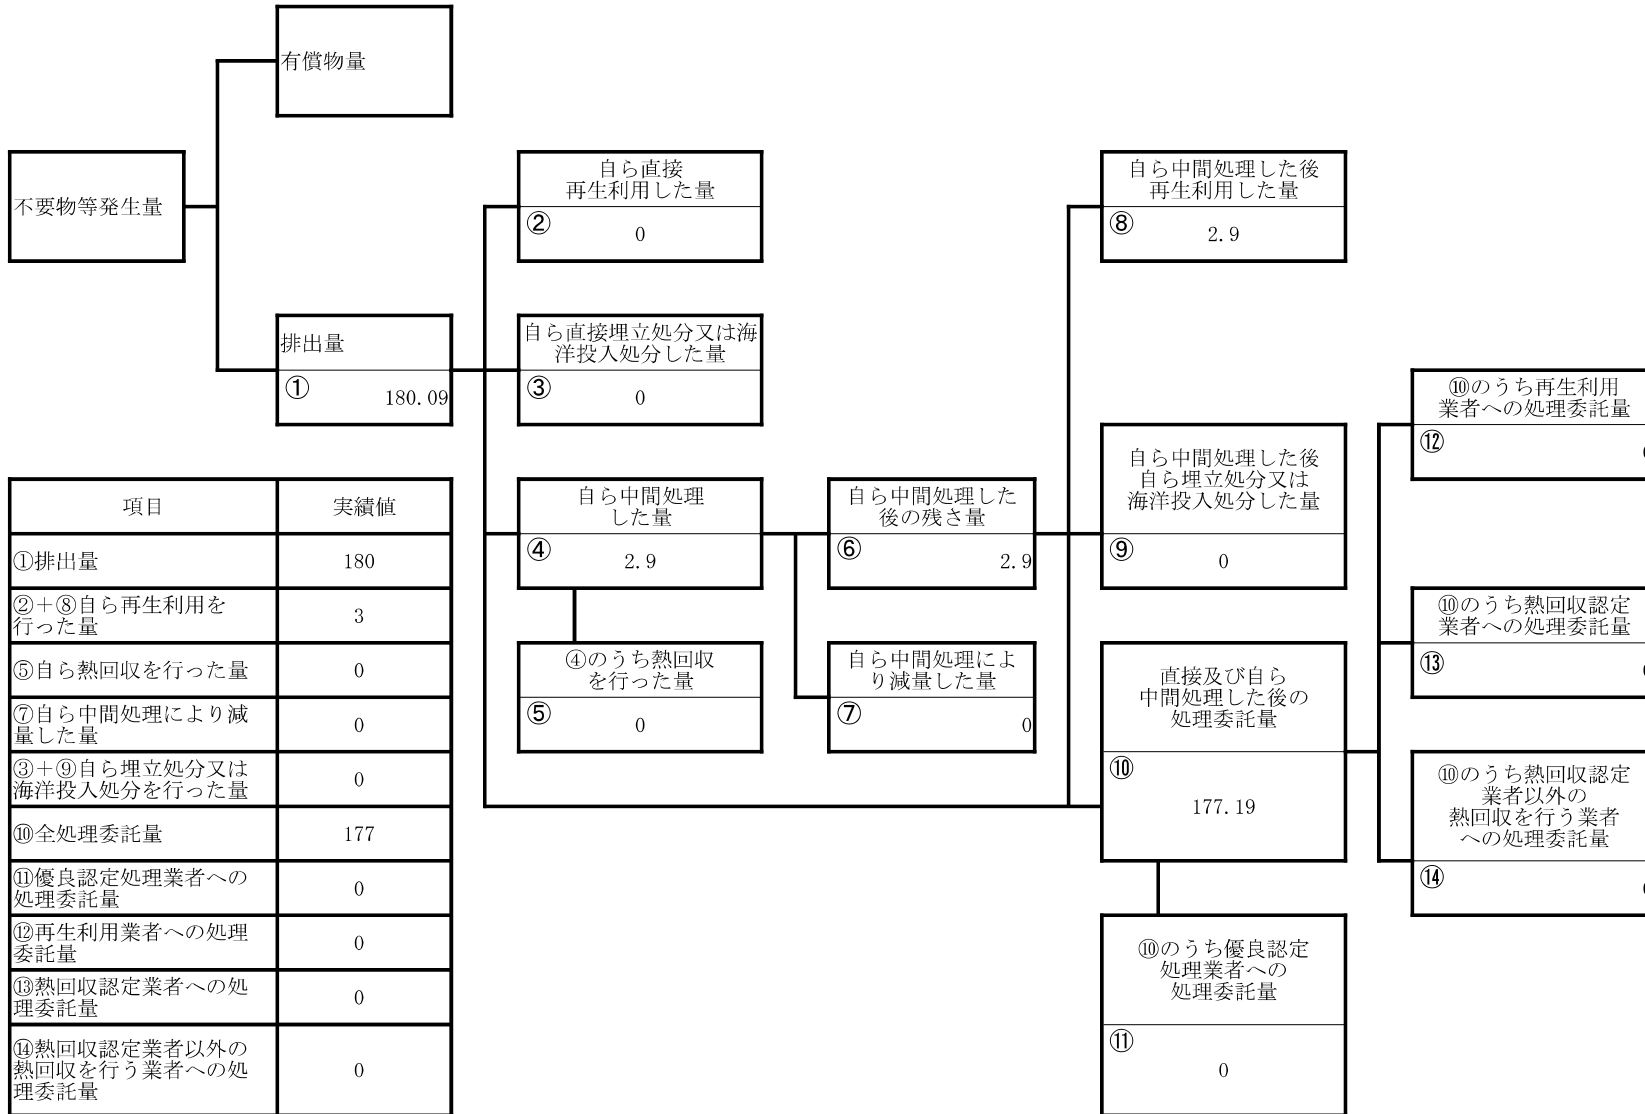 有償物量
不要物等発生量
排出量
①
180.09
自ら直接
再生利用した量
②
0
自ら直接埋立処分又は海
洋投入処分した量
③
0
自ら中間処理
した量
④
2.9
④のうち熱回収
を行った量
⑤
0
自ら中間処理した
後の残さ量
⑥
2.9
自ら中間処理によ
り減量した量
⑦
0
自ら中間処理した後
再生利用した量
⑧
2.9
自ら中間処理した後
自ら埋立処分又は
海洋投入処分した量
⑨
0
直接及び自ら
中間処理した後の
処理委託量
⑩
177.19
⑩のうち優良認定
処理業者への
処理委託量
⑪
0
⑩のうち再生利用
業者への処理委託量
⑫
⑩のうち熱回収認定
業者への処理委託量
⑬
⑩のうち熱回収認定
業者以外の
熱回収を行う業者
への処理委託量
⑭
項目 実績値
①排出量 180
②+⑧自ら再生利用を
行った量 3
⑤自ら熱回収を行った量 0
⑦自ら中間処理により減
量した量 0
③+⑨自ら埋立処分又は
海洋投入処分を行った量 0
⑩全処理委託量 177
⑪優良認定処理業者への
処理委託量 0
⑫再生利用業者への処理
委託量 0
⑬熱回収認定業者への処
理委託量 0
⑭熱回収認定業者以外の
熱回収を行う業者への処
理委託量 0